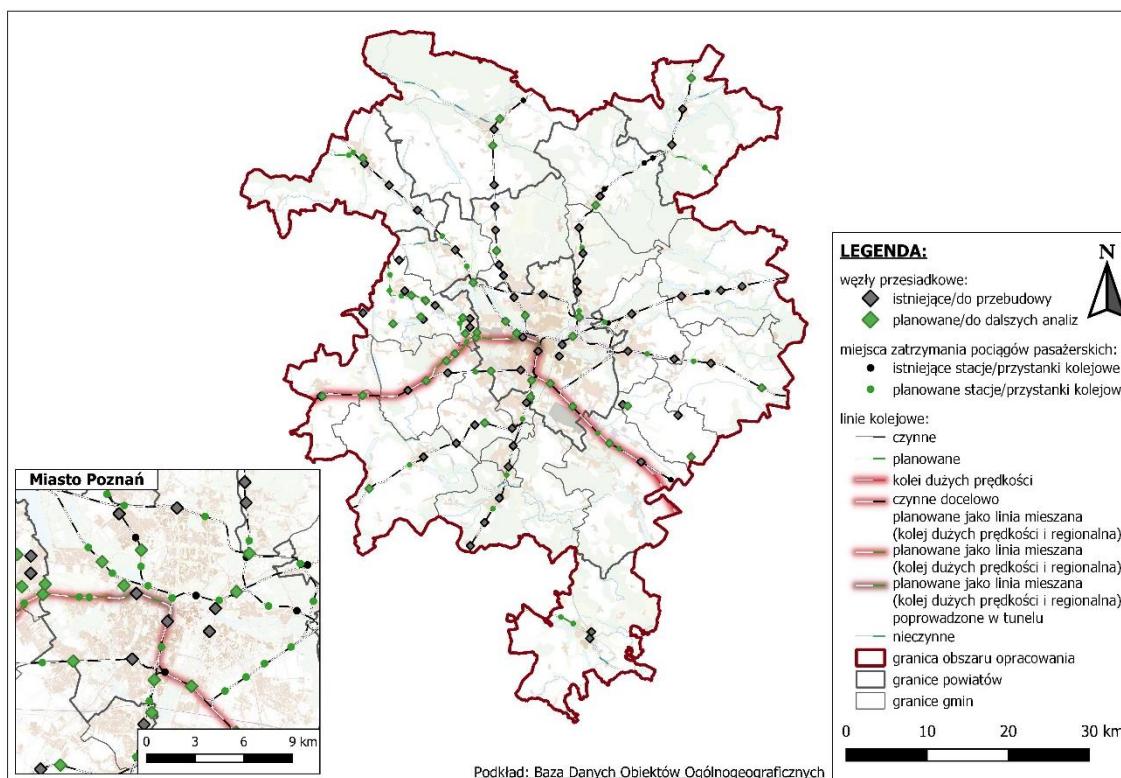 LEGENDA:
N
węzły przesiadkowe:
istniejące/do przebudowy
planowane/do dalszych analiz
miejsca zatrzymania pociągów pasażerskich:
istniejące stacje/przystanki kolejowe
planowane stacje/przystanki kolejow
linie kolejowe:
czynne
planowane
kolei dużych prędkości
czynne docelowo
planowane jako linia mieszana
(kolej dużych prędkości i regionalna)
planowane jako linia mieszana
(kolej dużych prędkości i regionalna)
planowane jako linia mieszana
(kolej dużych prędkości i regionalna)
poprowadzone w tunelu
nieczynne
granica obszaru opracowania
granice powiatów
granice gmin
0 10 20 30 km
Miasto Poznań
0 3 6 9 km
Podkład: Baza Danych Obiektów Ogólnogeograficznych